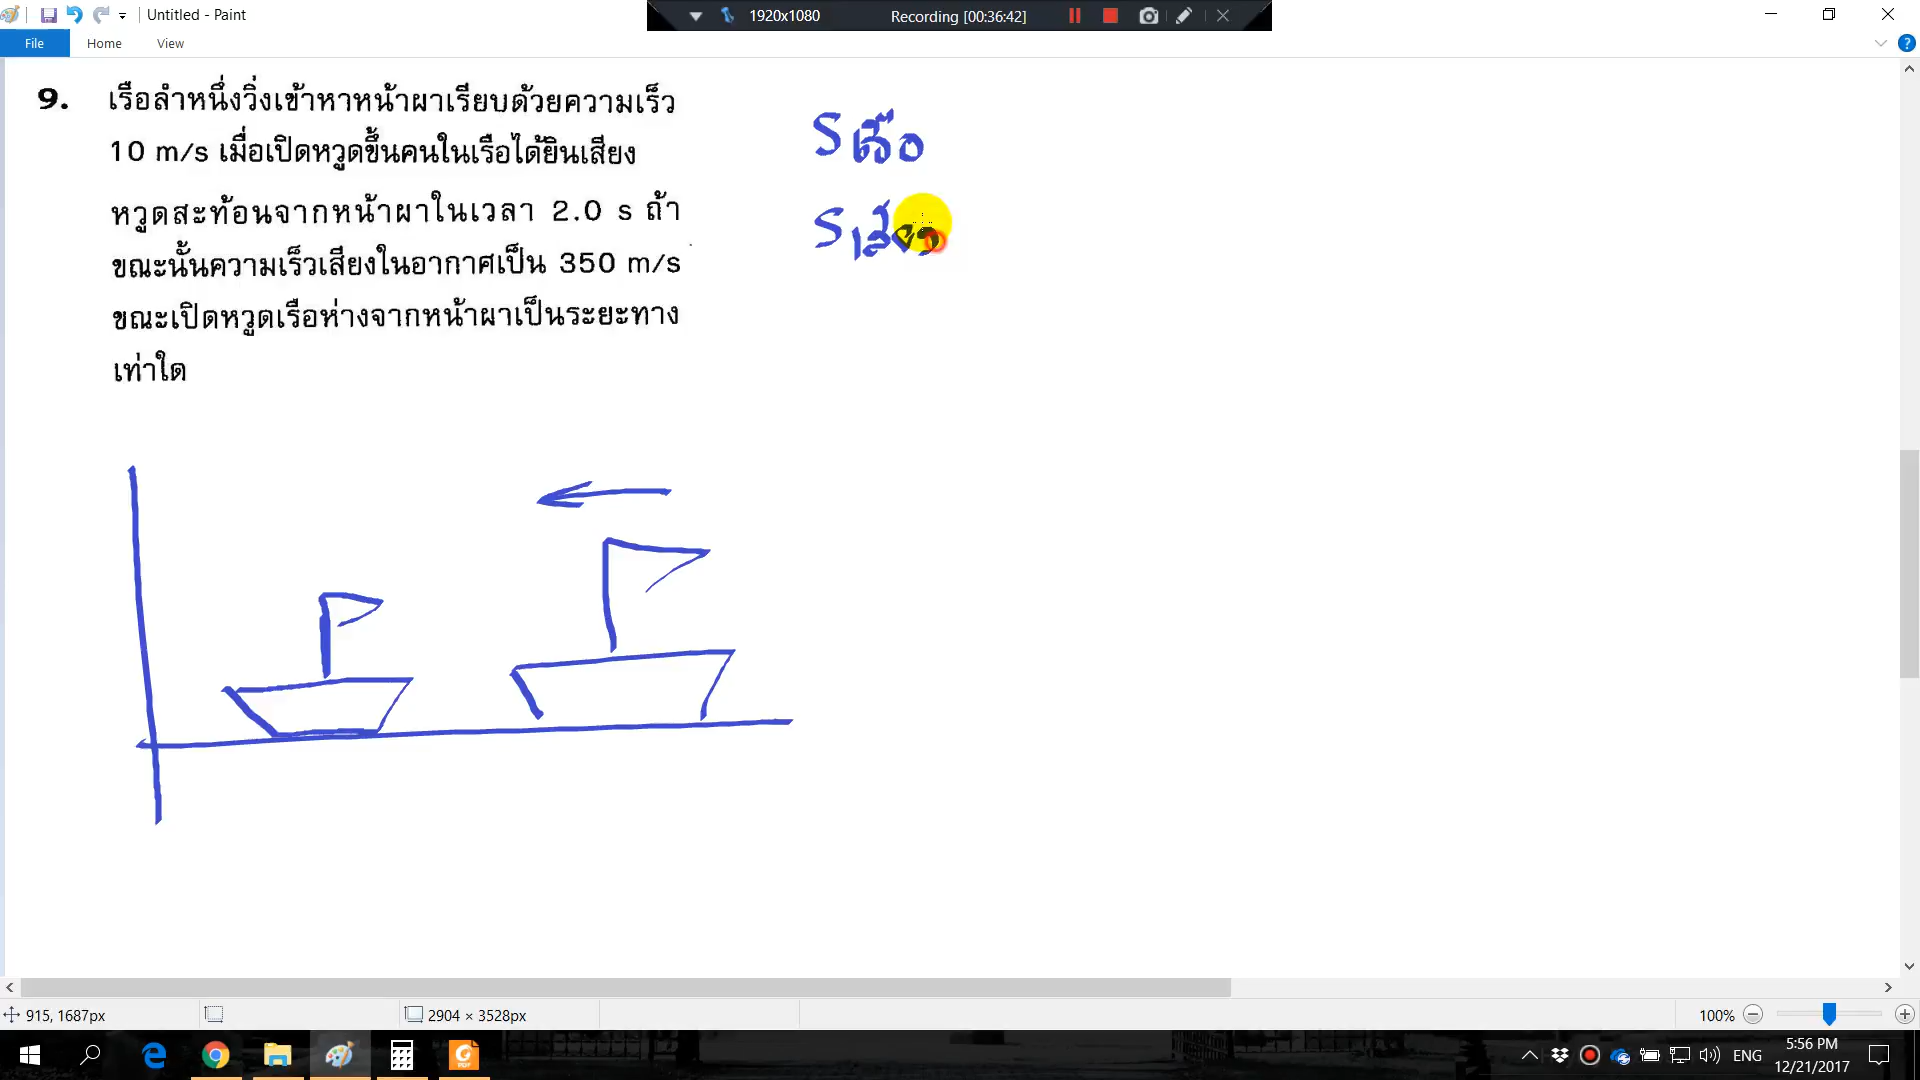 Untitled - Paint
1920x1080
Recording [00:36:42]
File Home View
9. เรือลำหนึ่งวิ่งเข้าหาหน้าผาเรียบด้วยความเร็ว
10 m/s เมื่อเปิดหวูดขึ้นคนในเรือได้ยินเสียง
หวูดสะท้อนจากหน้าผาในเวลา 2.0 s ถ้า
ขณะนั้นความเร็วเสียงในอากาศเป็น 350 m/s
ขณะเปิดหวูดเรือห่างจากหน้าผาเป็นระยะทาง
เท่าใด
S เรือ
S
915, 1687px
2904 × 3528px
100%
ENG
5:56 PM
12/21/2017